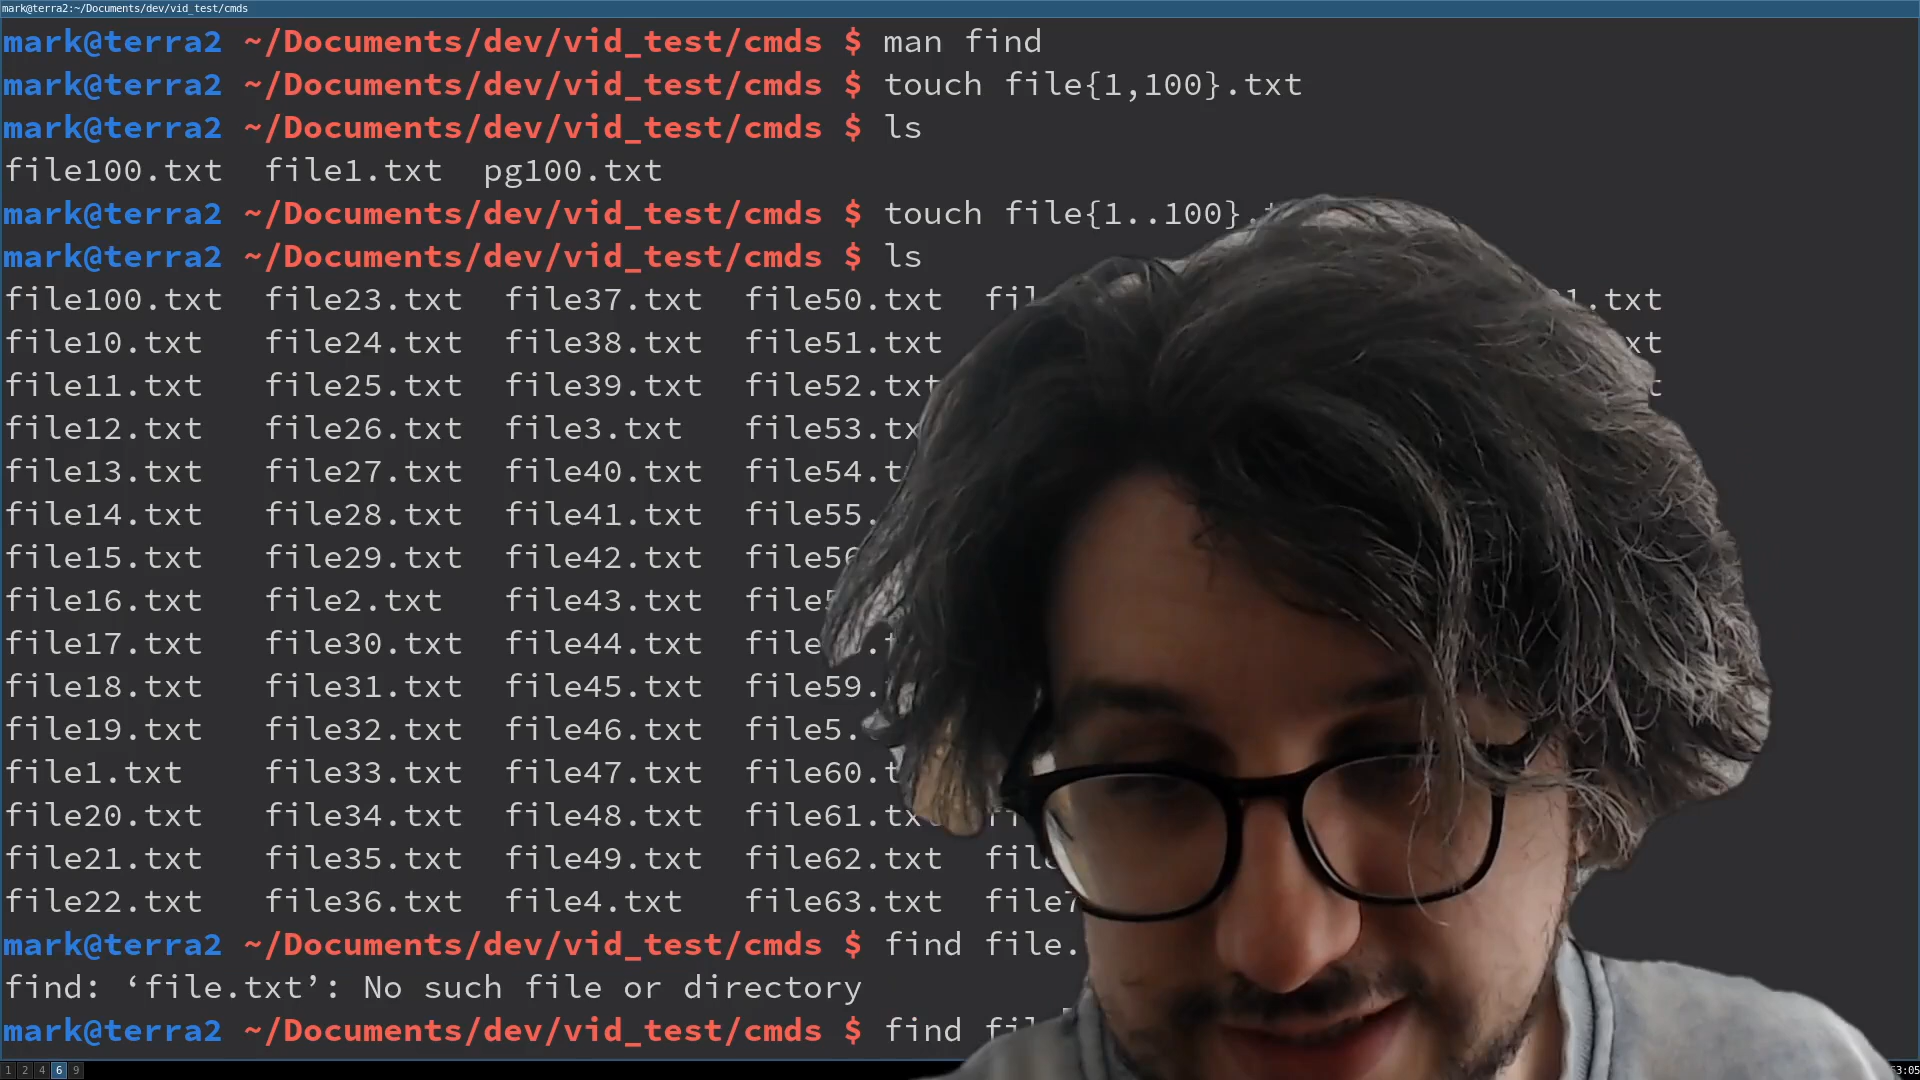 mark@terra2:~/Documents/dev/vid_test/cmds
mark@terra2 ~/Documents/dev/vid_test/cmds $ man find
mark@terra2 ~/Documents/dev/vid_test/cmds $ touch file{1,100}.txt
mark@terra2 ~/Documents/dev/vid_test/cmds $ ls
file100.txt file1.txt pg100.txt
mark@terra2 ~/Documents/dev/vid_test/cmds $ touch file{1..100}.
mark@terra2 ~/Documents/dev/vid_test/cmds $ ls
file100.txt file23.txt file37.txt file50.txt
file10.txt file24.txt file38.txt file51.txt
file11.txt file25.txt file39.txt file52.txt
file12.txt file26.txt file3.txt
file13.txt file27.txt file40.txt
file14.txt file28.txt file41.txt
file15.txt file29.txt file42.txt
file16.txt file2.txt file43.txt
file17.txt file30.txt file44.txt
file18.txt file31.txt file45.txt
file19.txt file32.txt file46.txt
file1.txt file33.txt file47.txt
file20.txt file34.txt file48.txt
file21.txt file35.txt file49.txt file62.txt
file22.txt file36.txt file4.txt file63.txt
mark@terra2 ~/Documents/dev/vid_test/cmds $ find file.
find: ‘file.txt’: No such file or directory
mark@terra2 ~/Documents/dev/vid_test/cmds $ find
1 2 4 6 9